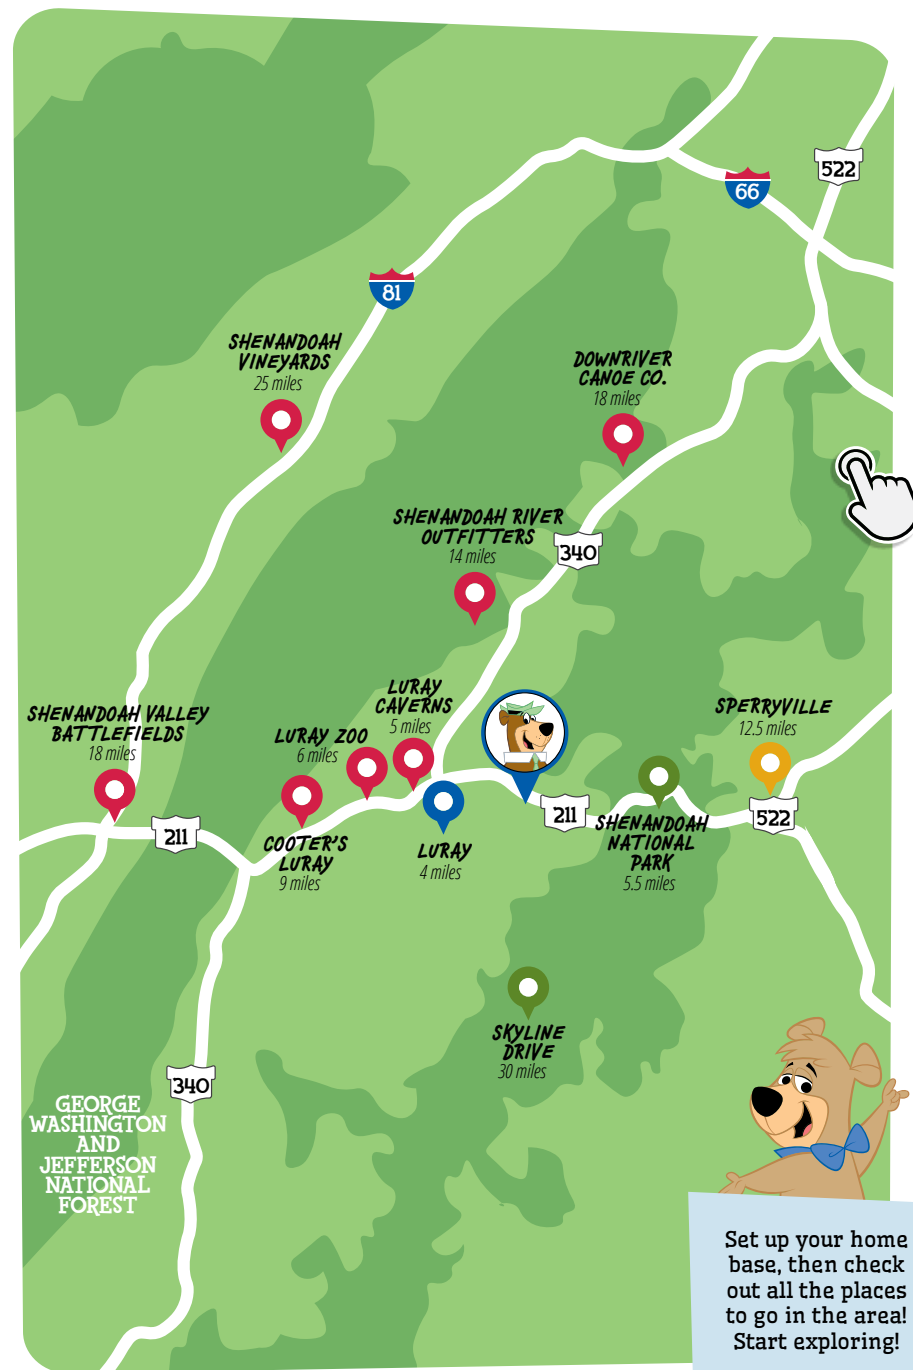 522
66
81
SHENANDOAH
VINEYARDS
25 miles
DOWNRIVER
CANOE CO.
18 miles
SHENANDOAH RIVER
OUTFITTERS
14 miles
340
LURAY
CAVERNS
5 miles
SHENANDOAH VALLEY
BATTLEFIELDS
18 miles
LURAY ZOO
6 miles
SPERRYVILLE
12.5 miles
211
211
522
COOTER'S
LURAY
9 miles
LURAY
4 miles
SHENANDOAH
NATIONAL
PARK
5.5 miles
SKYLINE
DRIVE
30 miles
340
GEORGE
WASHINGTON
AND
JEFFERSON
NATIONAL
FOREST
Set up your home
base, then check
out all the places
to go in the area!
Start exploring!